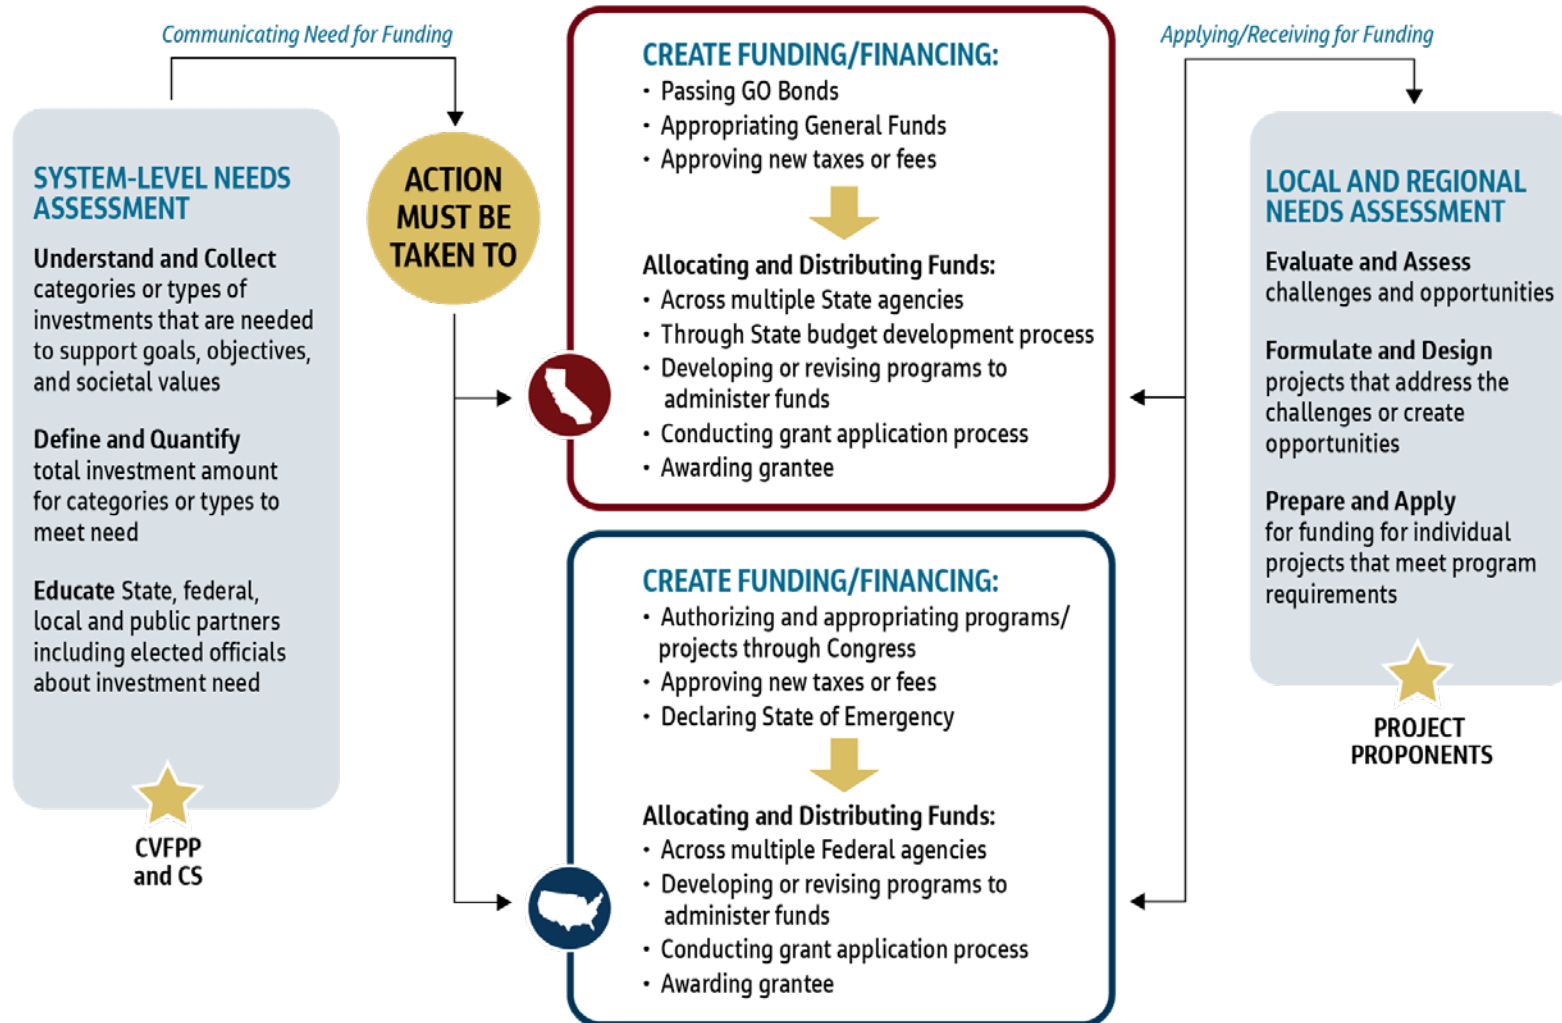 Communicating Need for Funding
SYSTEM-LEVEL NEEDS
ASSESSMENT
Understand and Collect
categories or types of
investments that are needed
to support goals, objectives,
and societal values
Define and Quantify
total investment amount
for categories or types to
meet need
Educate State, federal,
local and public partners
including elected officials
about investment need
CVFPP
and CS
ACTION
MUST BE
TAKEN TO
CREATE FUNDING/FINANCING:
• Passing GO Bonds
• Appropriating General Funds
• Approving new taxes or fees
Allocating and Distributing Funds:
• Across multiple State agencies
• Through State budget development process
• Developing or revising programs to
administer funds
• Conducting grant application process
• Awarding grantee
CREATE FUNDING/FINANCING:
• Authorizing and appropriating programs/
projects through Congress
• Approving new taxes or fees
• Declaring State of Emergency
Allocating and Distributing Funds:
• Across multiple Federal agencies
• Developing or revising programs to
administer funds
• Conducting grant application process
• Awarding grantee
Applying/Receiving for Funding
LOCAL AND REGIONAL
NEEDS ASSESSMENT
Evaluate and Assess
challenges and opportunities
Formulate and Design
projects that address the
challenges or create
opportunities
Prepare and Apply
for funding for individual
projects that meet program
requirements
PROJECT
PROPONENTS